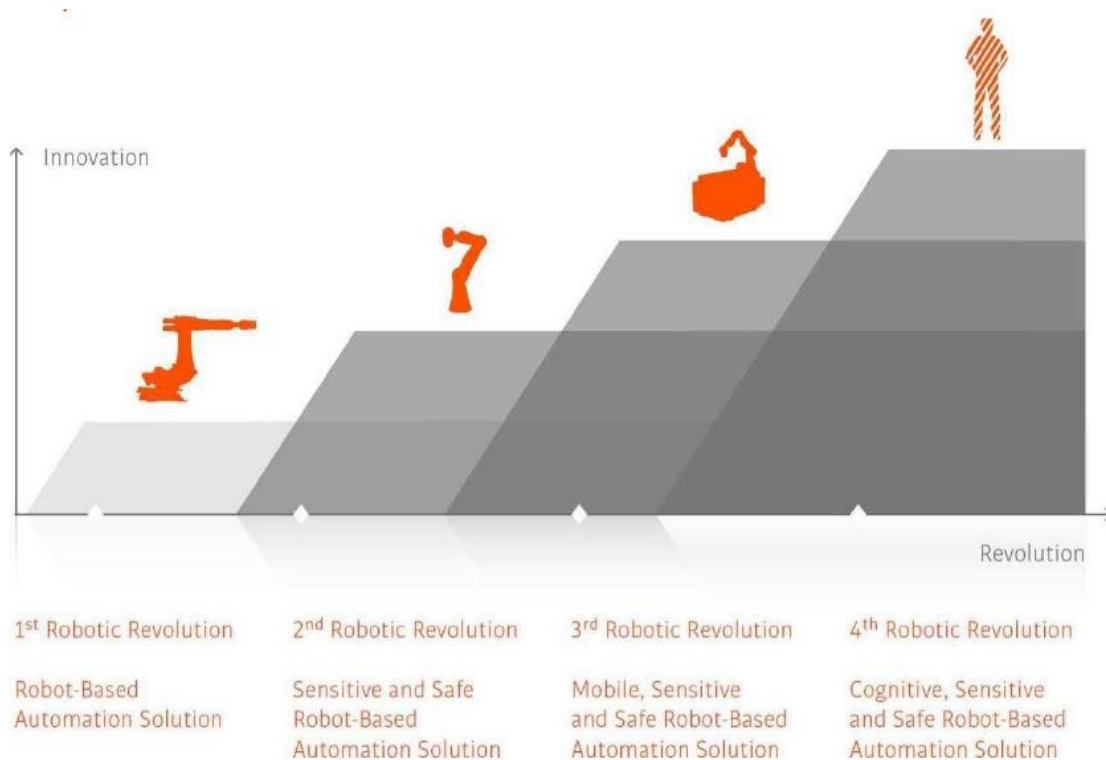 Innovation
Revolution
1st Robotic Revolution
Robot-Based
Automation Solution
2nd Robotic Revolution
Sensitive and Safe
Robot-Based
Automation Solution
3rd Robotic Revolution
Mobile, Sensitive
and Safe Robot-Based
Automation Solution
4th Robotic Revolution
Cognitive, Sensitive
and Safe Robot-Based
Automation Solution